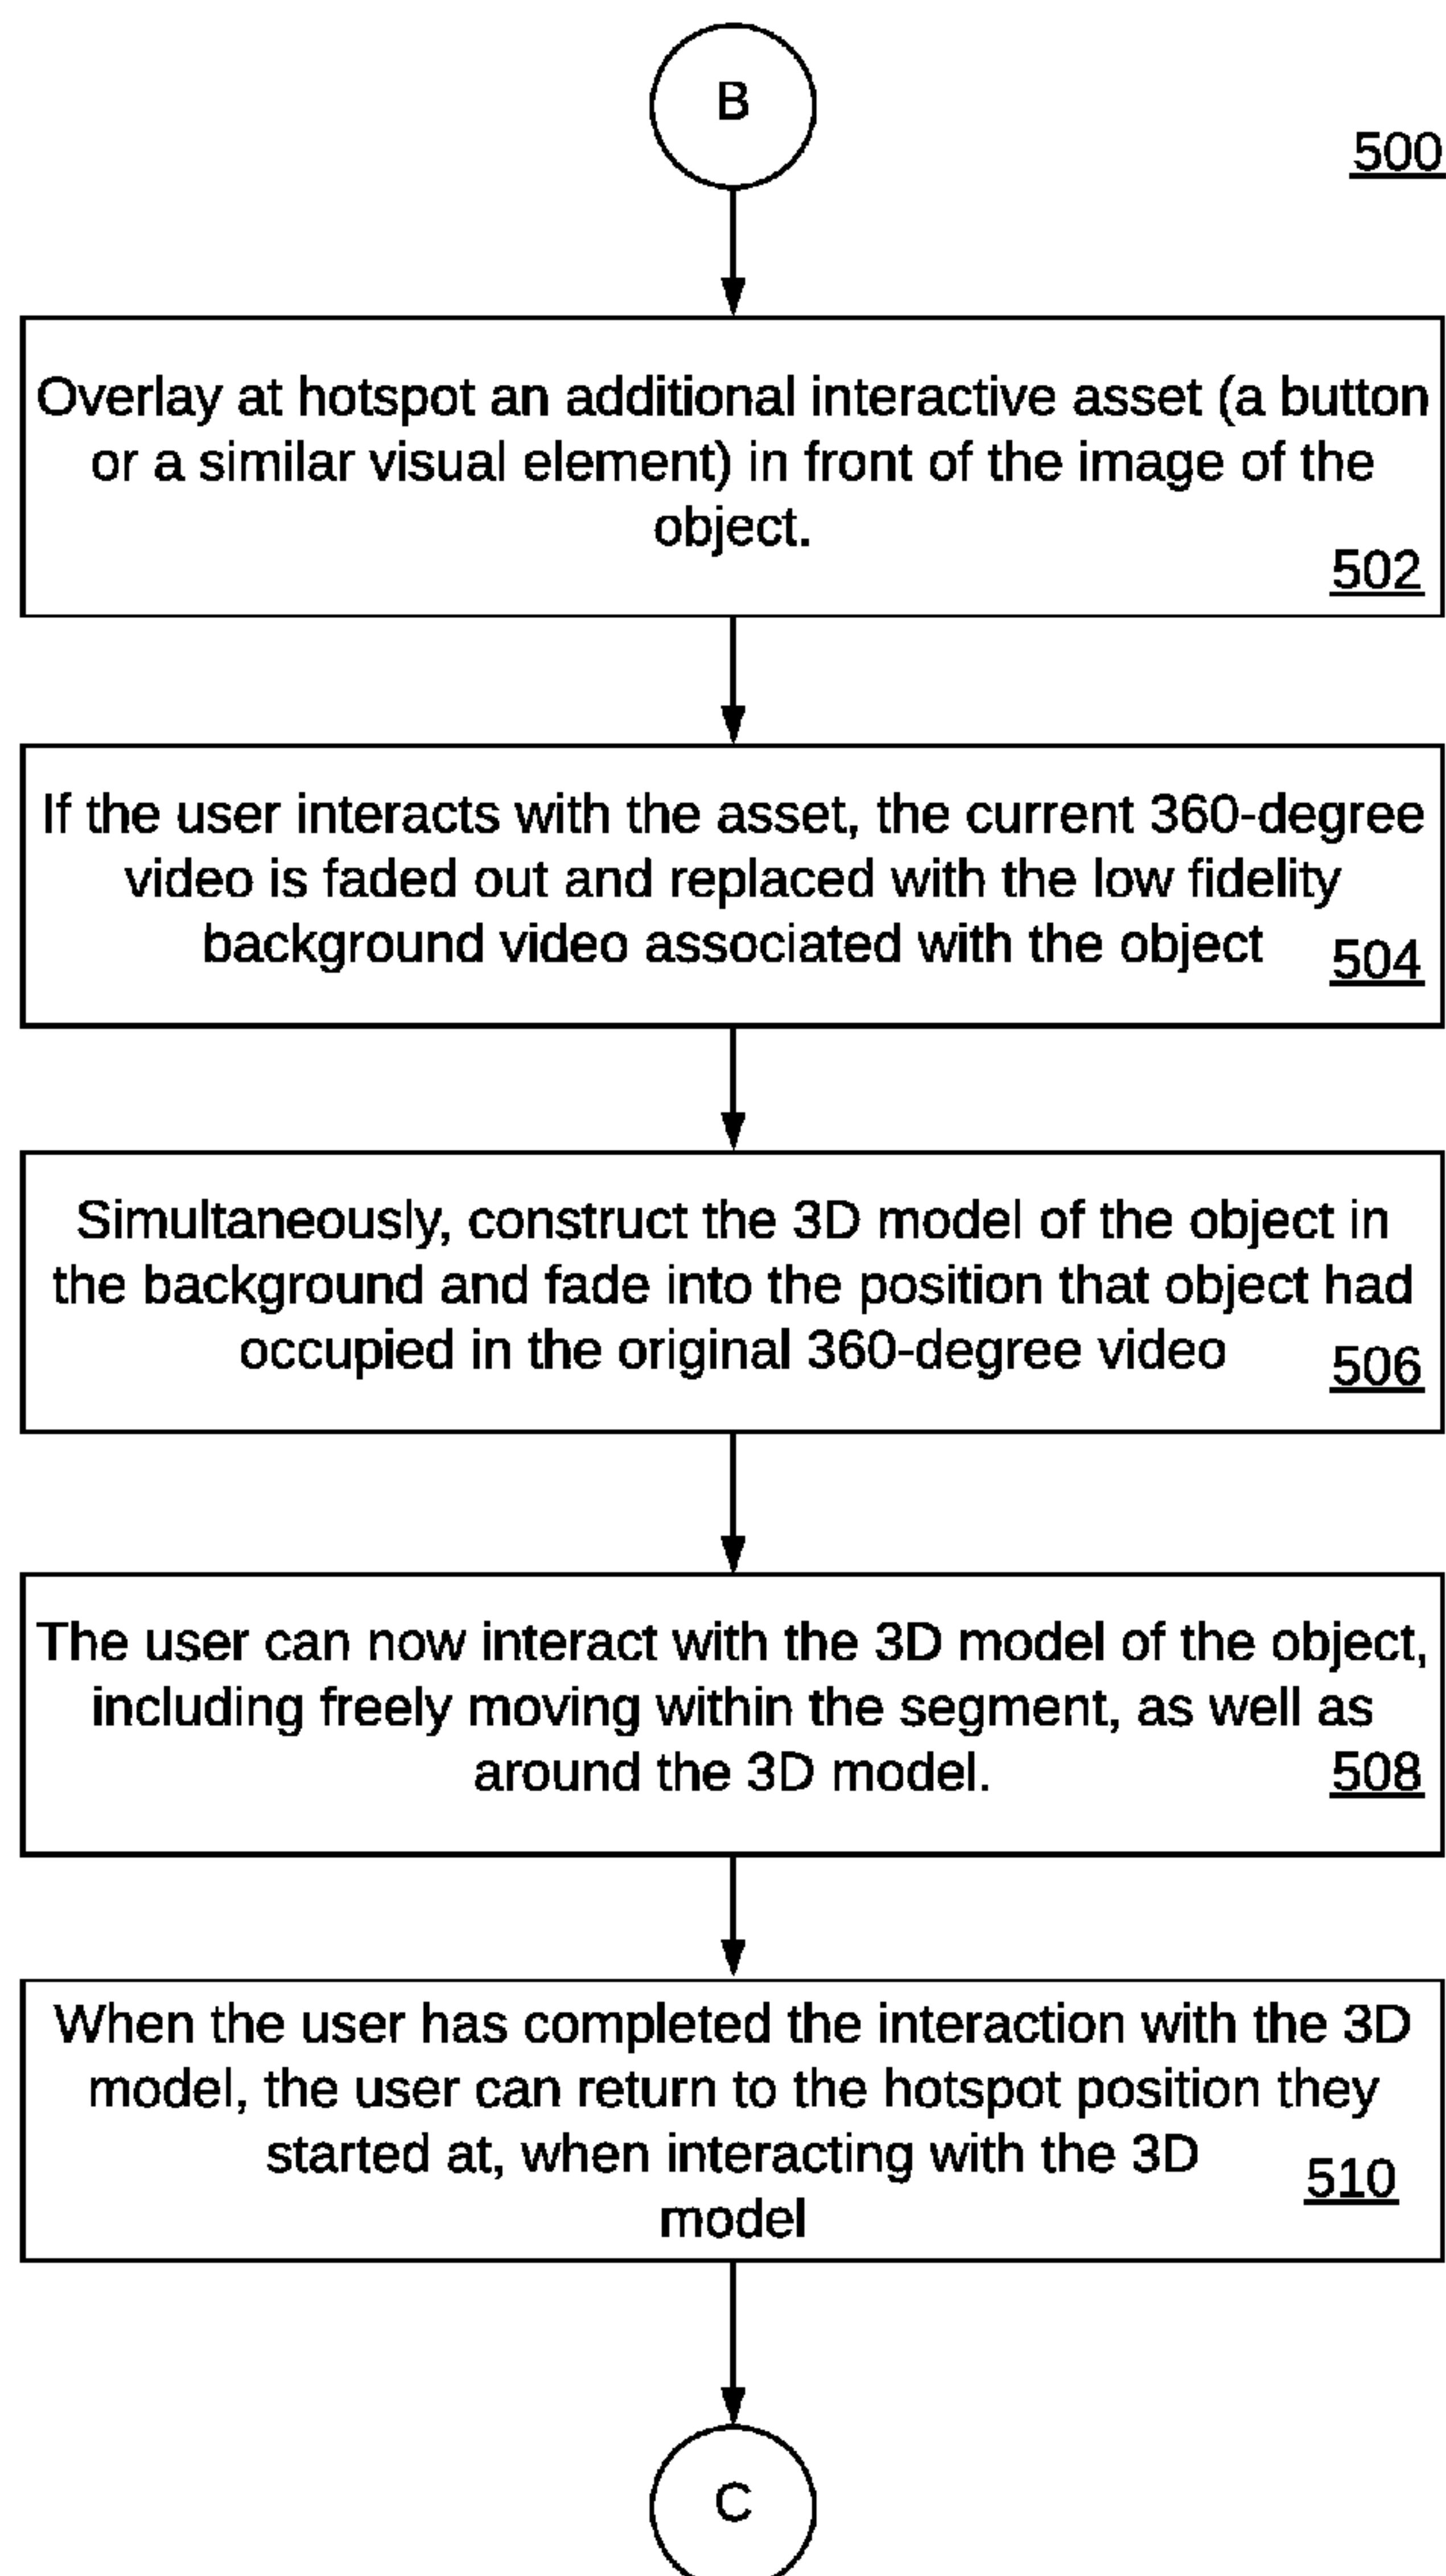 B
500
Overlay at hotspot an additional interactive asset (a button
or a similar visual element) in front of the image of the
object.
502
If the user interacts with the asset, the current 360-degree
video is faded out and replaced with the low fidelity
background video associated with the object
504
Simultaneously, construct the 3D model of the object in
the background and fade into the position that object had
occupied in the original 360-degree video
506
The user can now interact with the 3D model of the object,
including freely moving within the segment, as well as
around the 3D model.
508
When the user has completed the interaction with the 3D
model, the user can return to the hotspot position they
started at, when interacting with the 3D
model
510
C